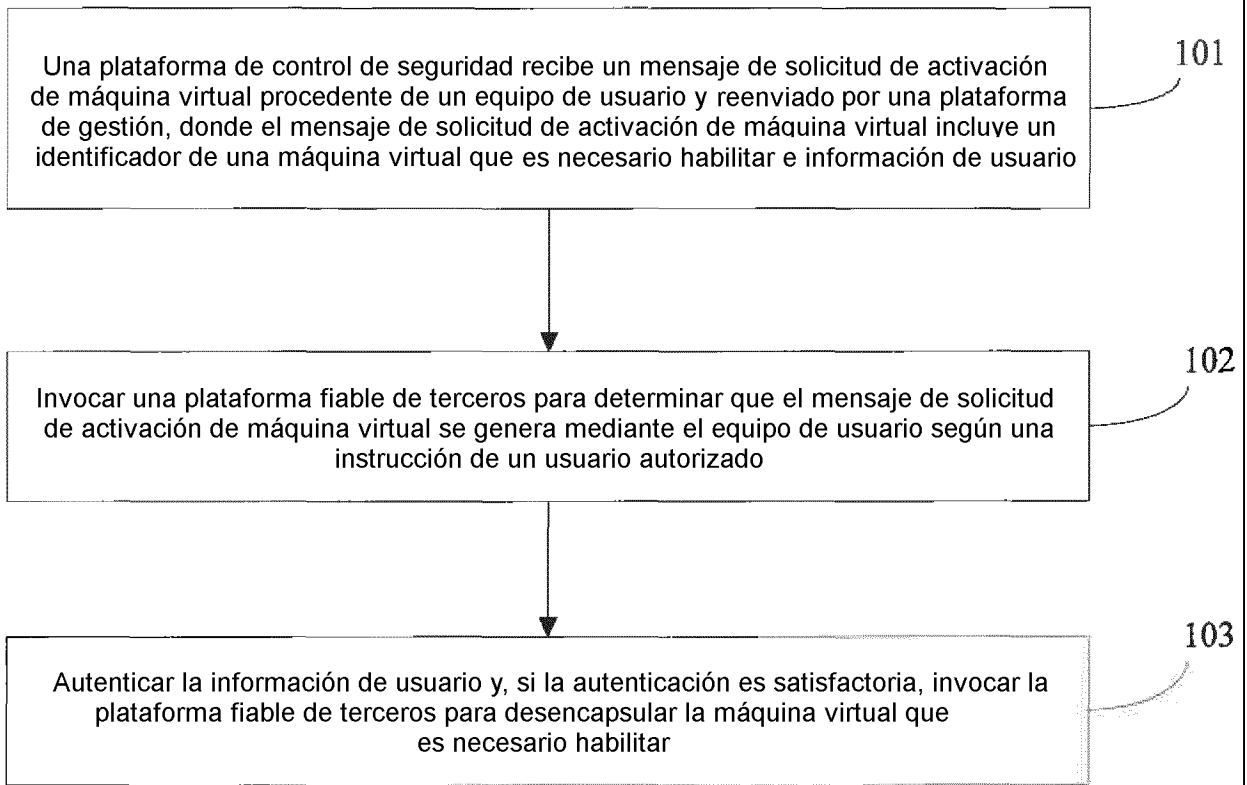 Una plataforma de control de seguridad recibe un mensaje de solicitud de activación
de máquina virtual procedente de un equipo de usuario y reenviado por una plataforma
de gestión, donde el mensaje de solicitud de activación de máquina virtual incluye un
identificador de una máquina virtual que es necesario habilitar e información de usuario
101
Invocar una plataforma fiable de terceros para determinar que el mensaje de solicitud
de activación de máquina virtual se genera mediante el equipo de usuario según una
instrucción de un usuario autorizado
102
Autenticar la información de usuario y, si la autenticación es satisfactoria, invocar la
plataforma fiable de terceros para desencapsular la máquina virtual que
es necesario habilitar
103